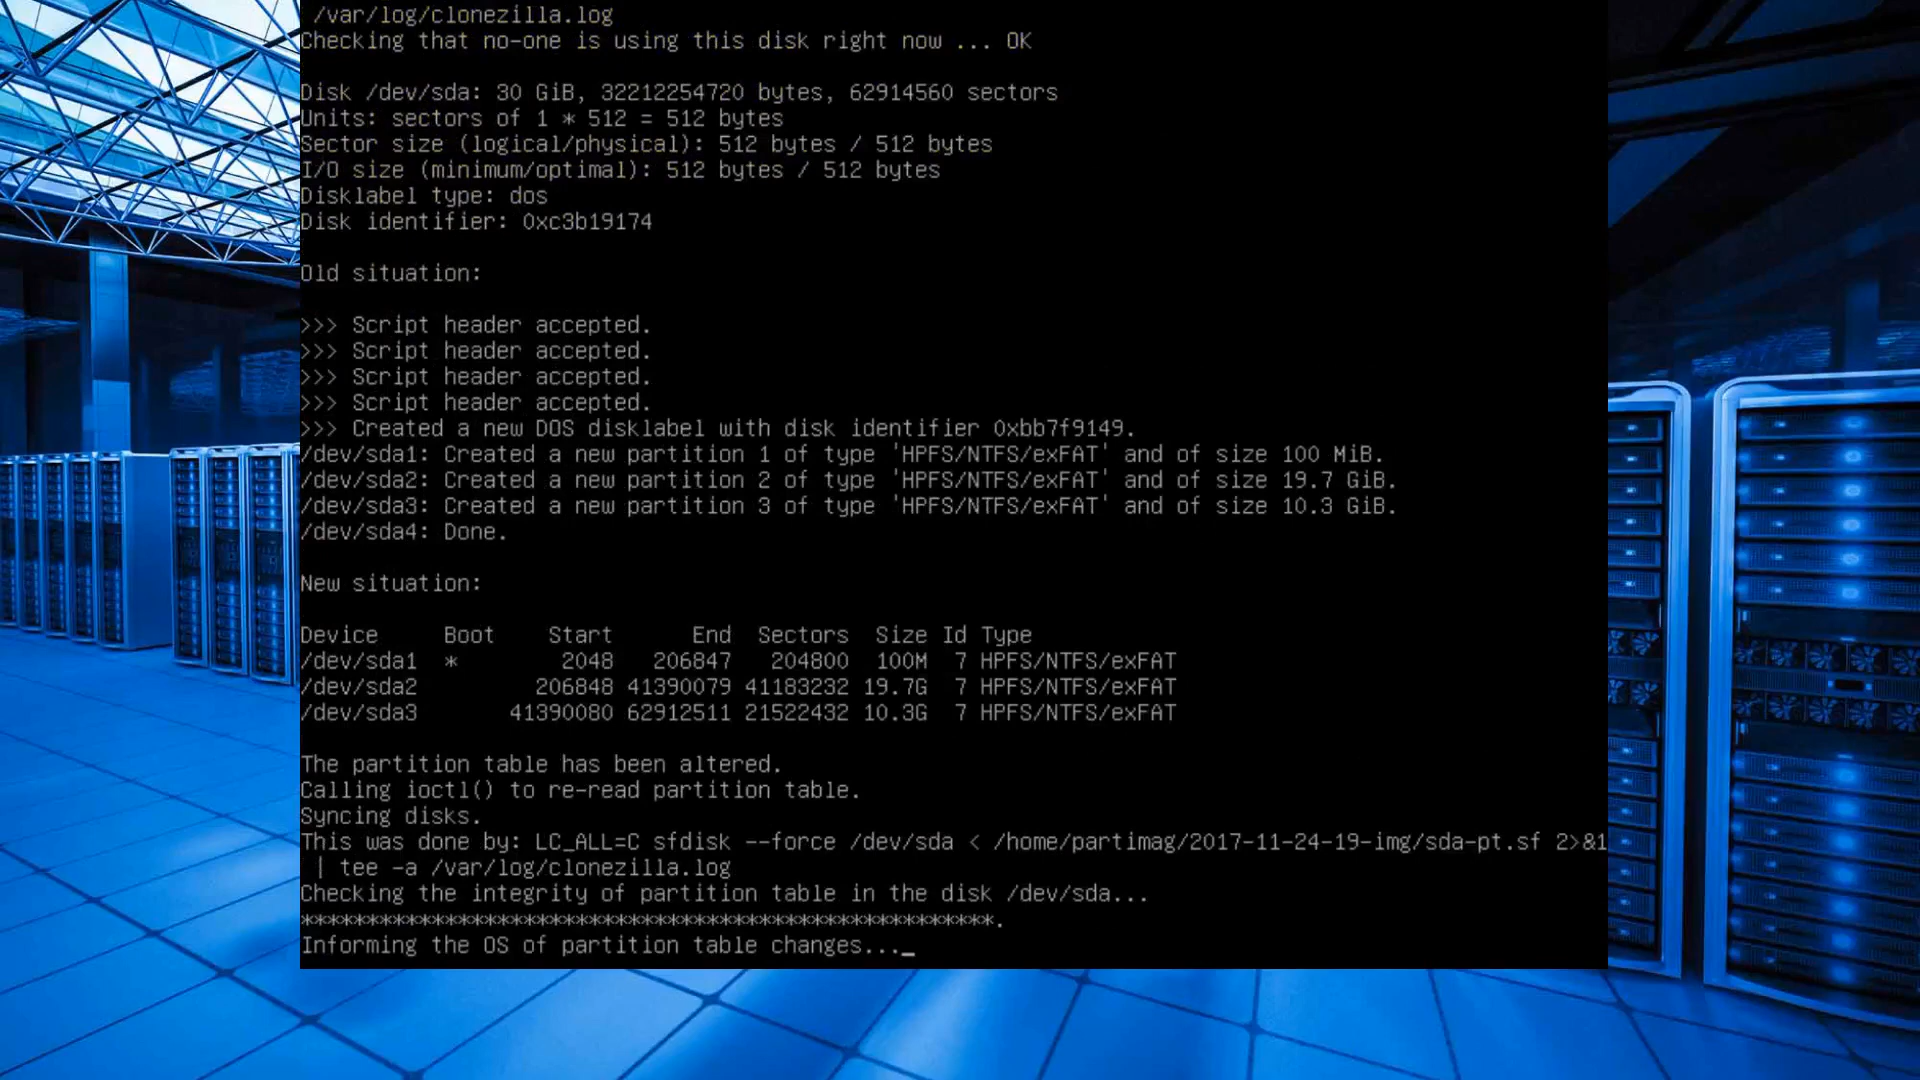 /var/log/clonezilla.log
Checking that no-one is using this disk right now ... OK
Disk /dev/sda: 30 GiB, 32212254720 bytes, 62914560 sectors
Units: sectors of 1 * 512 = 512 bytes
Sector size (logical/physical): 512 bytes / 512 bytes
I/O size (minimum/optimal): 512 bytes / 512 bytes
Disklabel type: dos
Disk identifier: 0xc3b19174
Old situation:
>>> Script header accepted.
>>> Script header accepted.
>>> Script header accepted.
>>> Script header accepted.
>>> Created a new DOS disklabel with disk identifier 0xbb7f9149.
/dev/sda1: Created a new partition 1 of type 'HPFS/NTFS/exFAT' and of size 100 MiB.
/dev/sda2: Created a new partition 2 of type 'HPFS/NTFS/exFAT' and of size 19.7 GiB.
/dev/sda3: Created a new partition 3 of type 'HPFS/NTFS/exFAT' and of size 10.3 GiB.
/dev/sda4: Done.
New situation:
Device     Boot    Start      End  Sectors  Size Id Type
/dev/sda1  *        2048   206847   204800  100M  7 HPFS/NTFS/exFAT
/dev/sda2         206848 41390079 41183232 19.7G  7 HPFS/NTFS/exFAT
/dev/sda3       41390080 62912511 21522432 10.3G  7 HPFS/NTFS/exFAT
The partition table has been altered.
Calling ioctl() to re-read partition table.
Syncing disks.
This was done by: LC_ALL=C sfdisk --force /dev/sda < /home/partimag/2017-11-24-19-img/sda-pt.sf 2>&1
| tee -a /var/log/clonezilla.log
Checking the integrity of partition table in the disk /dev/sda...
*****************************************************.
Informing the OS of partition table changes..._